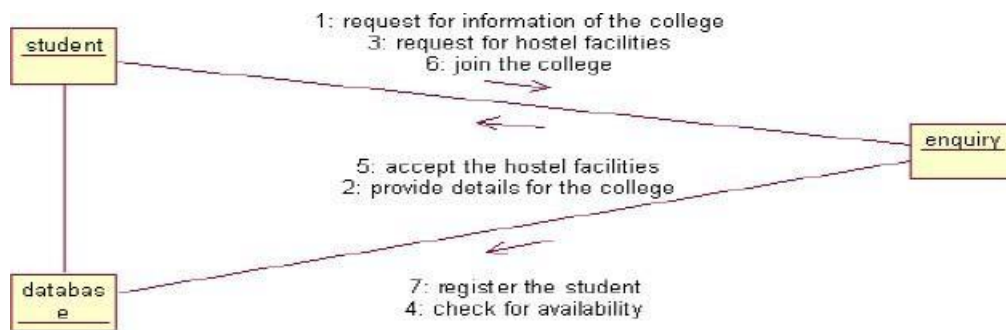 1: request for information of the college
3: request for hostel facilities
6: join the college
student
enquiry
5: accept the hostel facilities
2: provide details for the college
databas
e
7: register the student
4: check for availability